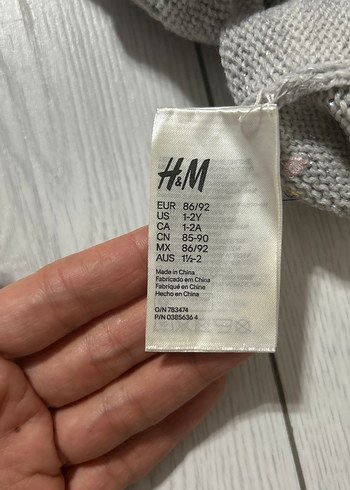 H&M
EUR 86/92
US 1-2Y
CA 1-2A
CN 85-90
MX 86/92
AUS 1½-2
Made in China
Fabricado em China
Fabriqué en Chine
Hecho en China
O/N 783474
P/N 0385636 4